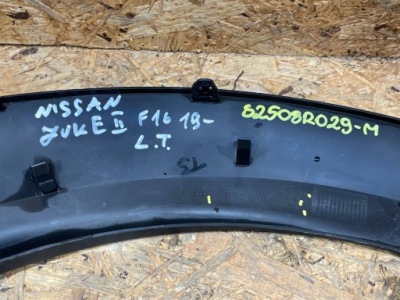 NISSAN
JUKE II F16 19-
L.T.
82508R029-M